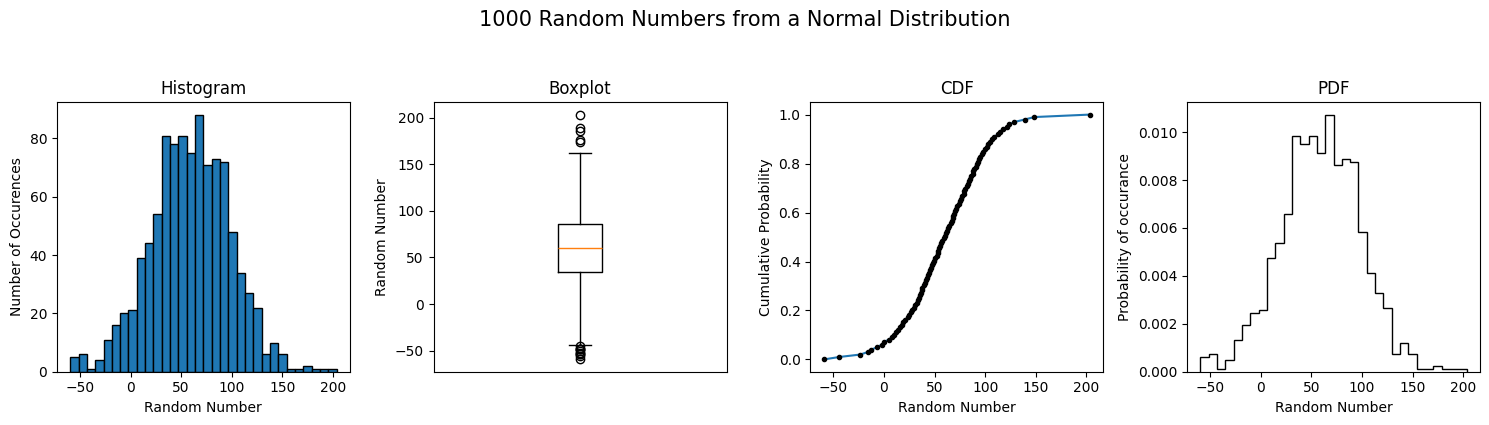 1000 Random Numbers from a Normal Distribution
Histogram
Number of Occurences
80
60
40
20
0
−50 0 50 100 150 200
Random Number
Boxplot
Random Number
200
150
100
50
0
−50
CDF
Cumulative Probability
1.0
0.8
0.6
0.4
0.2
0.0
−50 0 50 100 150 200
Random Number
PDF
Probability of occurance
0.010
0.008
0.006
0.004
0.002
0.000
−50 0 50 100 150 200
Random Number